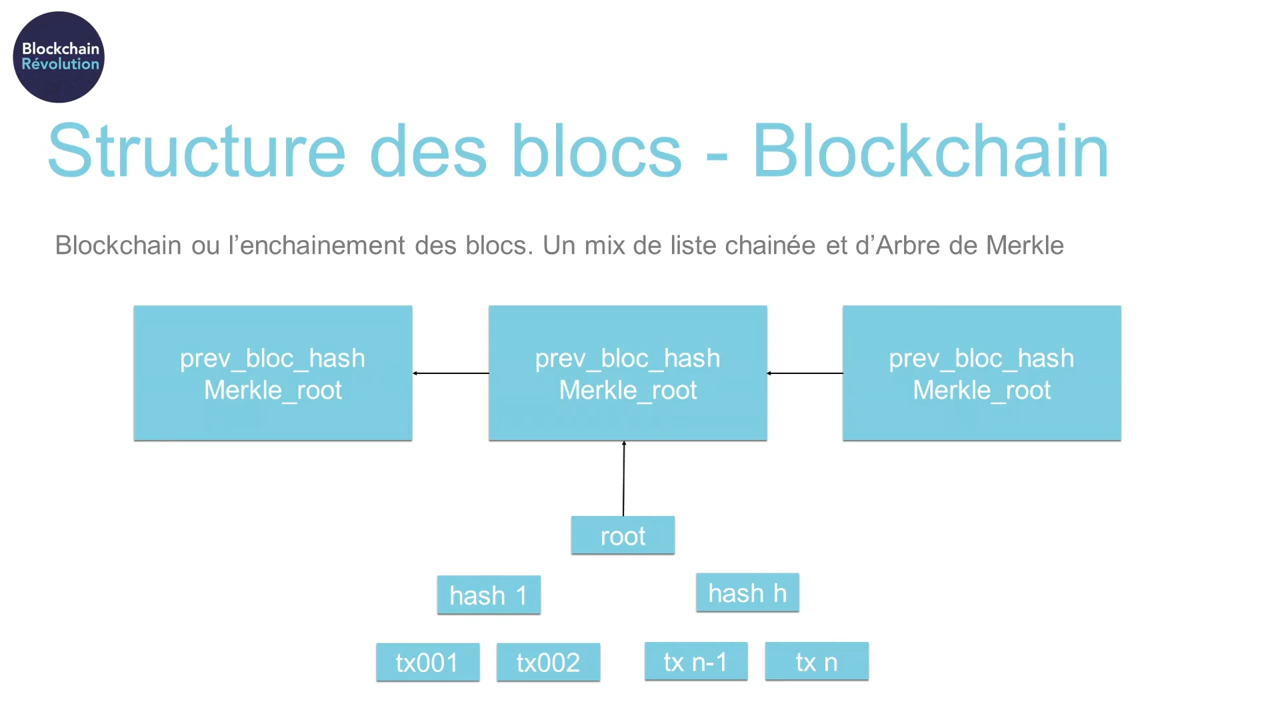 Blockchain
Révolution
Structure des blocs - Blockchain
Blockchain ou l’enchainement des blocs. Un mix de liste chainée et d’Arbre de Merkle
prev_bloc_hash
Merkle_root
prev_bloc_hash
Merkle_root
prev_bloc_hash
Merkle_root
root
hash 1
hash h
tx001
tx002
tx n-1
tx n